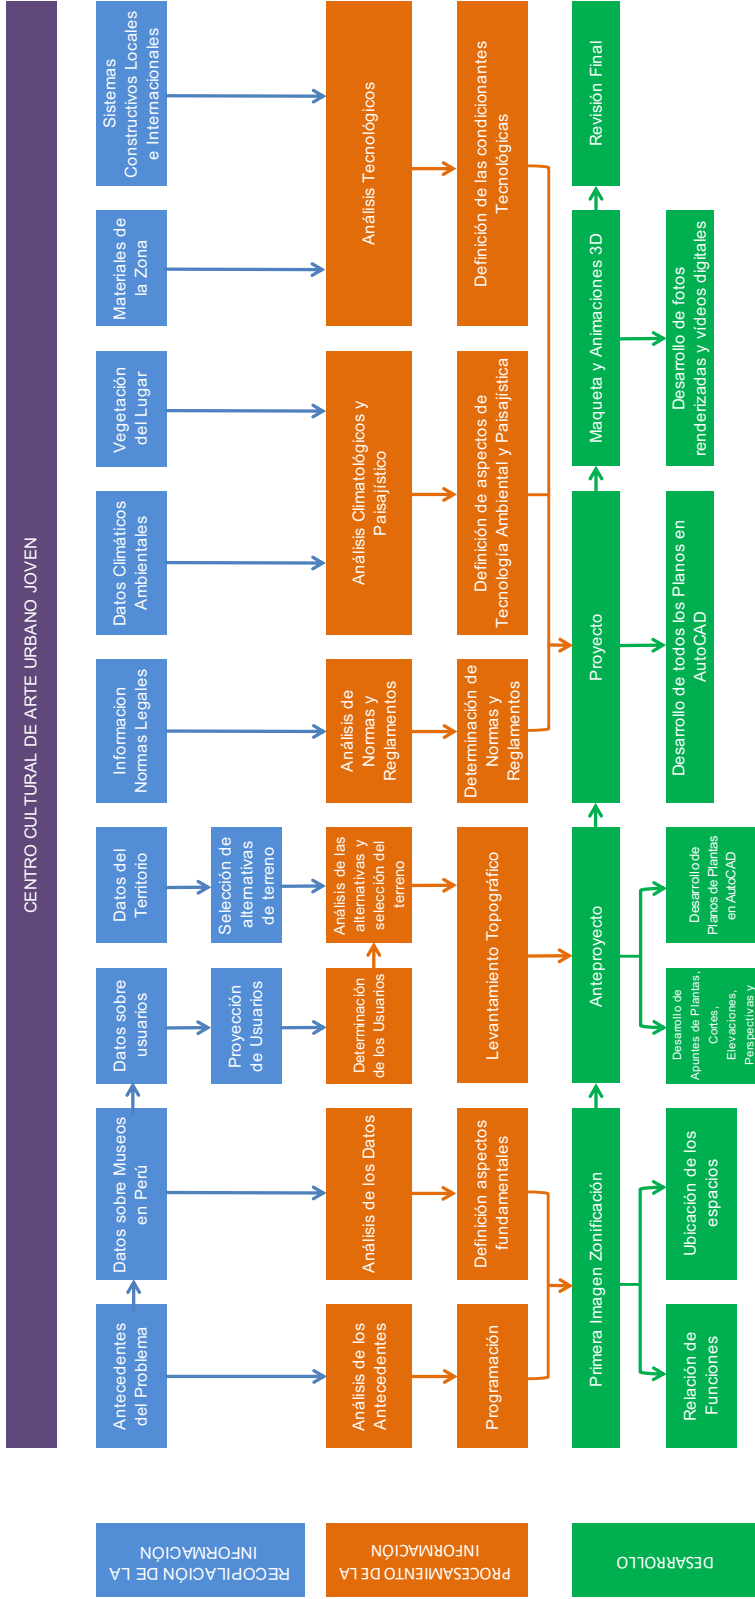 CENTRO CULTURAL DE ARTE URBANO JOVEN
RECOPILACIÓN DE LA
INFORMACIÓN
Antecedentes
del Problema
Datos sobre Museos
en Perú
Datos sobre
usuarios
Datos del
Territorio
Informacion
Normas Legales
Datos Climáticos
Ambientales
Vegetación
del Lugar
Materiales de
la Zona
Sistemas
Constructivos Locales
e Internacionales
Proyección
de Usuarios
Selección de
alternativas
de terreno
PROCESAMIENTO DE LA
INFORMACIÓN
Análisis de los
Antecedentes
Análisis de los Datos
Determinación
de los Usuarios
Análisis de las
alternativas y
selección del
terreno
Análisis de
Normas y
Reglamentos
Análisis Climatológicos y
Paisajístico
Análisis Tecnológicos
Programación
Definición aspectos
fundamentales
Levantamiento Topográfico
Determinación de
Normas y
Reglamentos
Definición de aspectos de
Tecnología Ambiental y Paisajística
Definición de las condicionantes
Tecnológicas
DESARROLLO
Primera Imagen Zonificación
Anteproyecto
Proyecto
Maqueta y Animaciones 3D
Revisión Final
Relación de
Funciones
Ubicación de los
espacios
Desarrollo de
Apuntes de Plantas,
Cortes,
Elevaciones,
Perspectivas y
Desarrollo de
Planos de Plantas
en AutoCAD
Desarrollo de todos los Planos en
AutoCAD
Desarrollo de fotos
renderizadas y vídeos digitales